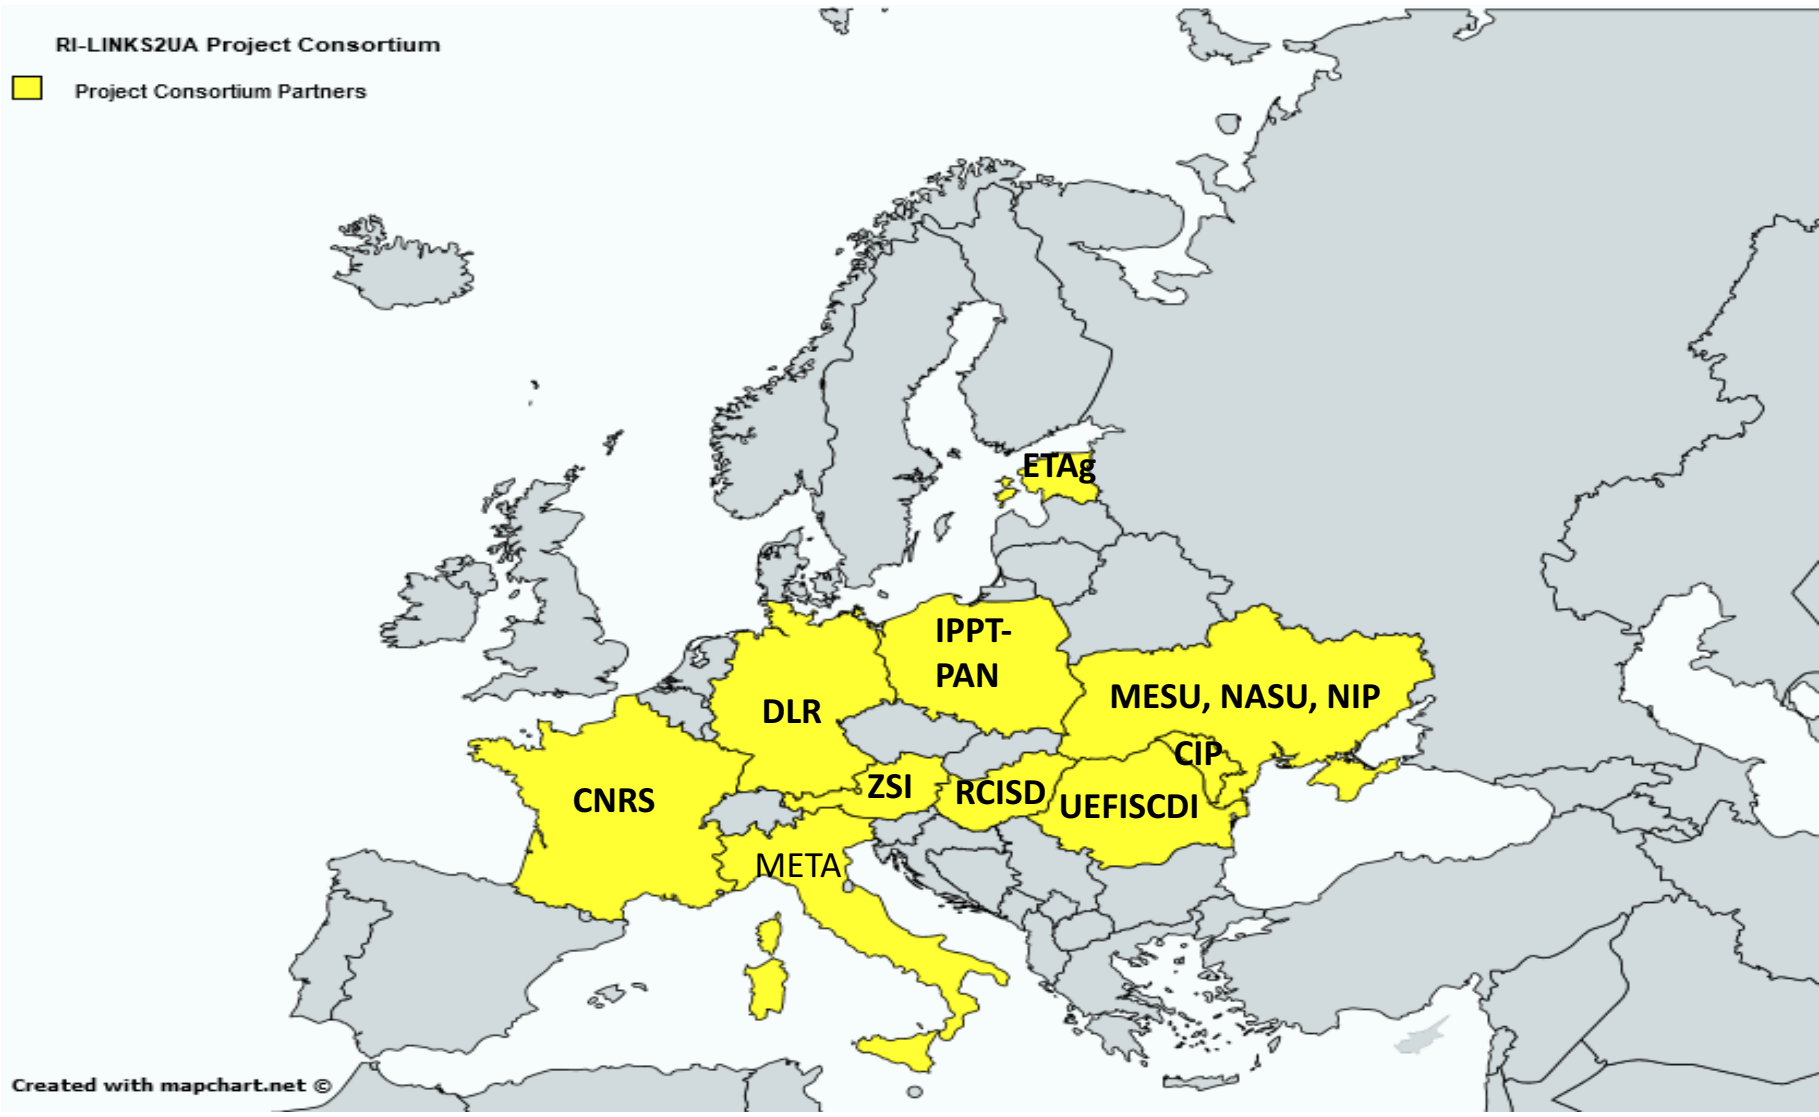 RI-LINKS2UA Project Consortium
Project Consortium Partners
ETAg
IPPT-
PAN
DLR
MESU, NASU, NIP
CIP
ZSI
RCISD
CNRS
UEFISCDI
META
Created with mapchart.net ©